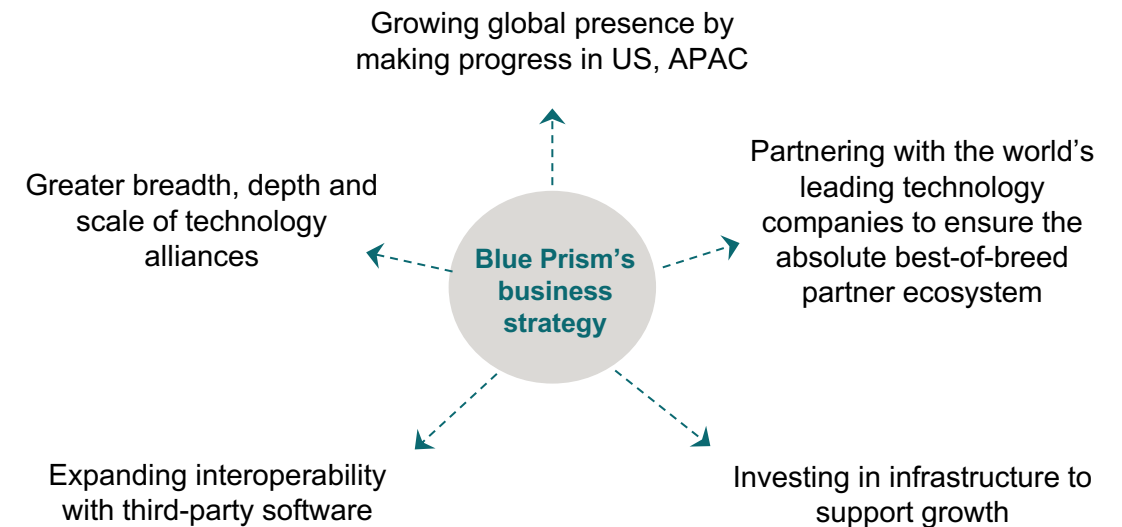 Growing global presence by
making progress in US, APAC
Greater breadth, depth and
scale of technology
alliances
Partnering with the world’s
leading technology
companies to ensure the
absolute best-of-breed
partner ecosystem
Blue Prism’s
business
strategy
Expanding interoperability
with third-party software
Investing in infrastructure to
support growth